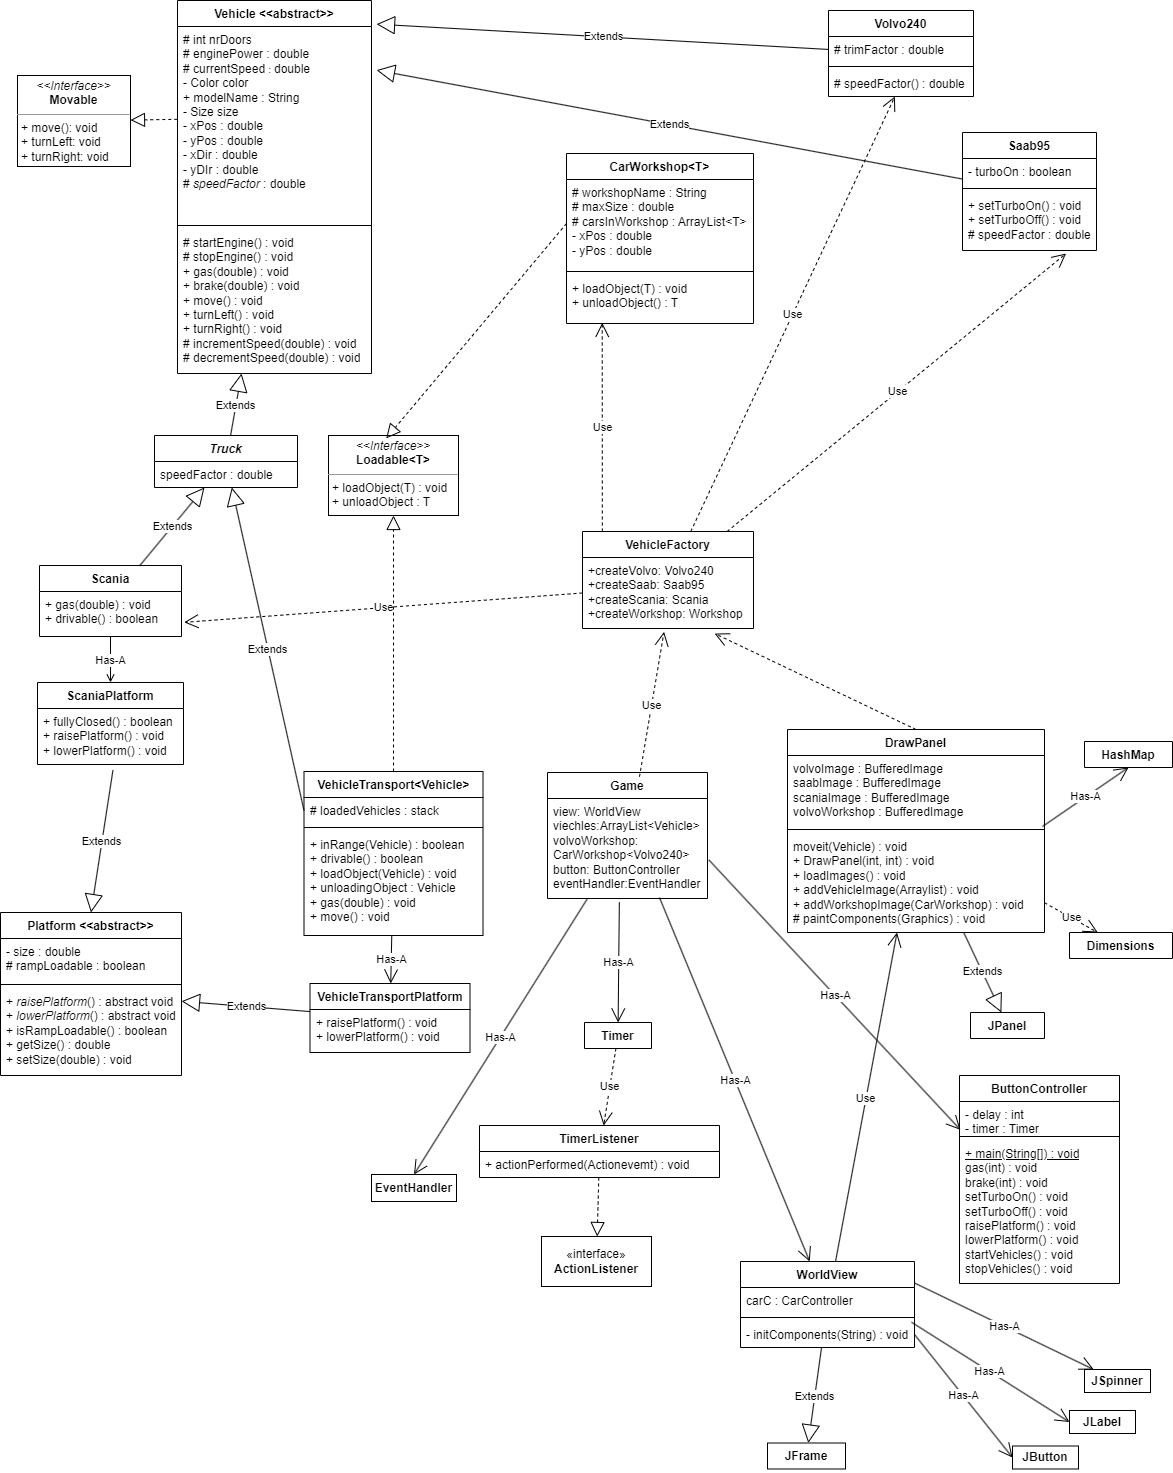 Vehicle <<abstract>>
# int nrDoors
# enginePower : double
# currentSpeed : double
- Color color
+ modelName : String
- Size size
- xPos : double
- yPos : double
- xDir : double
- yDIr : double
# speedFactor : double
# startEngine() : void
# stopEngine() : void
+ gas(double) : void
+ brake(double) : void
+ move() : void
+ turnLeft() : void
+ turnRight() : void
# incrementSpeed(double) : void
# decrementSpeed(double) : void
<<Interface>>
Movable
+ move(): void
+ turnLeft: void
+ turnRight: void
Extends
Volvo240
# trimFactor : double
# speedFactor() : double
Extends
Saab95
- turboOn : boolean
+ setTurboOn() : void
+ setTurboOff() : void
# speedFactor : double
CarWorkshop<T>
# workshopName : String
# maxSize : double
# carsInWorkshop : ArrayList<T>
- xPos : double
- yPos : double
+ loadObject(T) : void
+ unloadObject() : T
Use
Use
Use
Extends
Truck
speedFactor : double
<<Interface>>
Loadable<T>
+ loadObject(T) : void
+ unloadObject : T
Extends
VehicleFactory
+createVolvo: Volvo240
+createSaab: Saab95
+createScania: Scania
+createWorkshop: Workshop
Scania
+ gas(double) : void
+ drivable() : boolean
Use
Extends
Has-A
ScaniaPlatform
+ fullyClosed() : boolean
+ raisePlatform() : void
+ lowerPlatform() : void
Use
DrawPanel
volvoImage : BufferedImage
saabImage : BufferedImage
scaniaImage : BufferedImage
volvoWorkshop : BufferedImage
moveit(Vehicle) : void
+ DrawPanel(int, int) : void
+ loadImages() : void
+ addVehicleImage(Arraylist) : void
+ addWorkshopImage(CarWorkshop) : void
# paintComponents(Graphics) : void
HashMap
Has-A
VehicleTransport<Vehicle>
# loadedVehicles : stack
+ inRange(Vehicle) : boolean
+ drivable() : boolean
+ loadObject(Vehicle) : void
+ unloadingObject : Vehicle
+ gas(double) : void
+ move() : void
Game
view: WorldView
viechles:ArrayList<Vehicle>
volvoWorkshop:
CarWorkshop<Volvo240>
button: ButtonController
eventHandler:EventHandler
Extends
Platform <<abstract>>
- size : double
# rampLoadable : boolean
+ raisePlatform() : abstract void
+ lowerPlatform() : abstract void
+ isRampLoadable() : boolean
+ getSize() : double
+ setSize(double) : void
Use
Dimensions
Has-A
Has-A
Extends
Extends
VehicleTransportPlatform
+ raisePlatform() : void
+ lowerPlatform() : void
Has-A
JPanel
Has-A
Timer
Use
Has-A
Use
ButtonController
- delay : int
- timer : Timer
+ main(String[]) : void
gas(int) : void
brake(int) : void
setTurboOn() : void
setTurboOff() : void
raisePlatform() : void
lowerPlatform() : void
startVehicles() : void
stopVehicles() : void
TimerListener
+ actionPerformed(Actionevemt) : void
EventHandler
«interface»
ActionListener
WorldView
carC : CarController
- initComponents(String) : void
Has-A
Has-A
JSpinner
Has-A
Extends
JLabel
JFrame
JButton